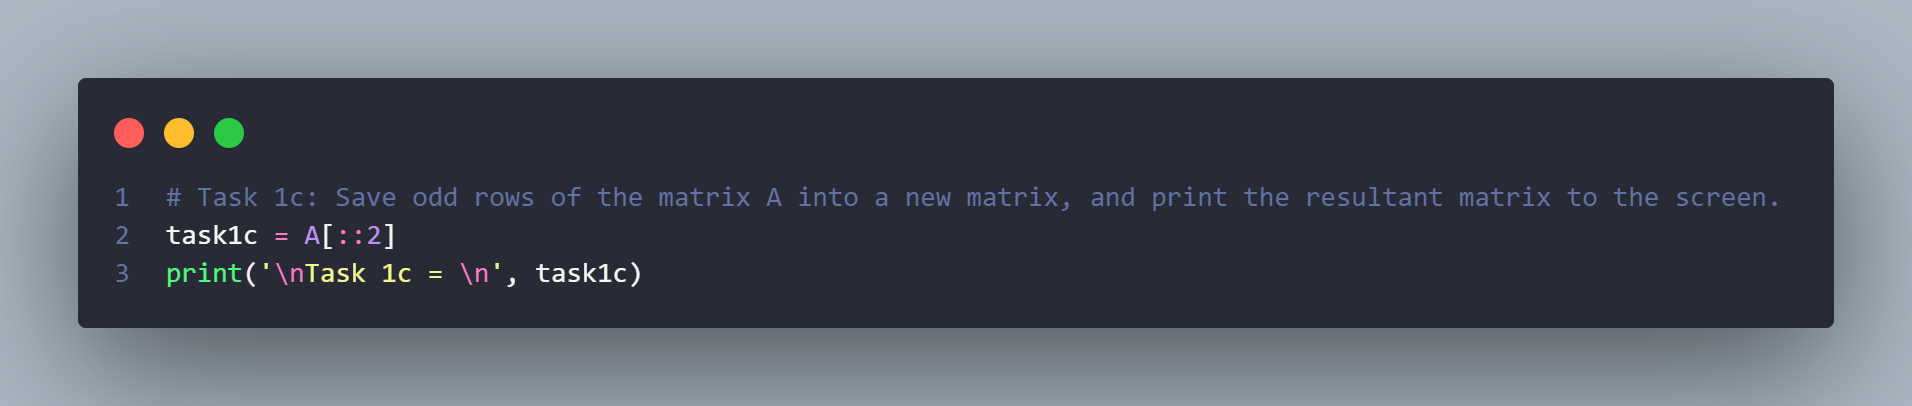 1 # Task 1c: Save odd rows of the matrix A into a new matrix, and print the resultant matrix to the screen.
2 task1c = A[::2]
3 print('\nTask 1c = \n', task1c)